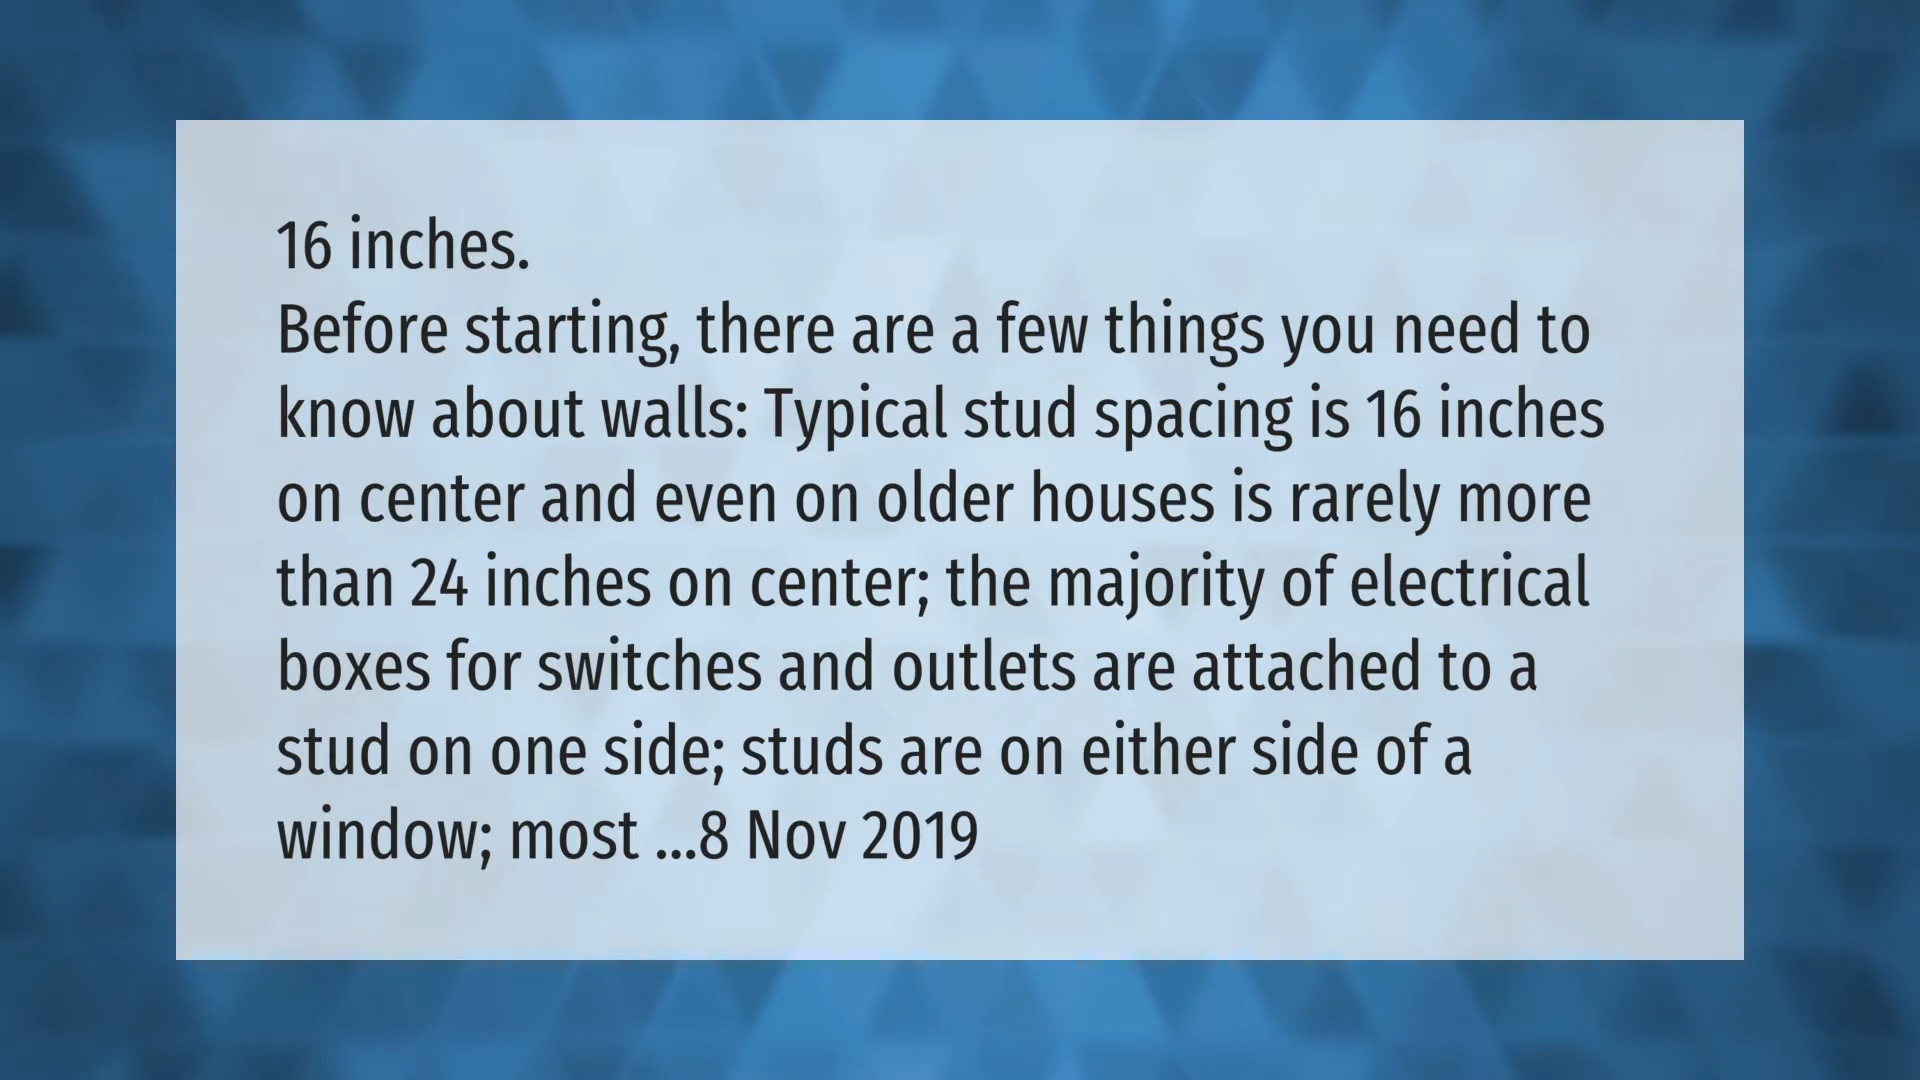 16 inches.
Before starting, there are a few things you need to
know about walls: Typical stud spacing is 16 inches
on center and even on older houses is rarely more
than 24 inches on center; the majority of electrical
boxes for switches and outlets are attached to a
stud on one side; studs are on either side of a
window; most ...8 Nov 2019